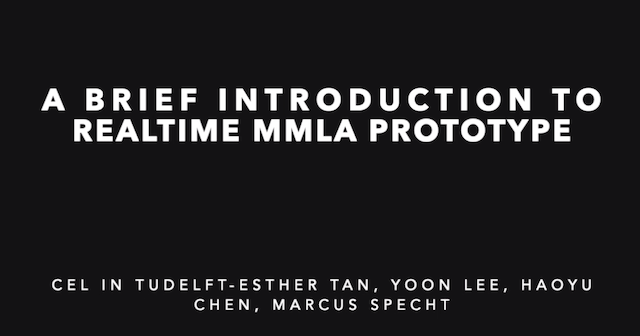 A BRIEF INTRODUCTION TO
REALTIME MMLA PROTOTYPE
CEL IN TUDELFT-ESTHER TAN, YOON LEE, HAOYU
CHEN, MARCUS SPECHT